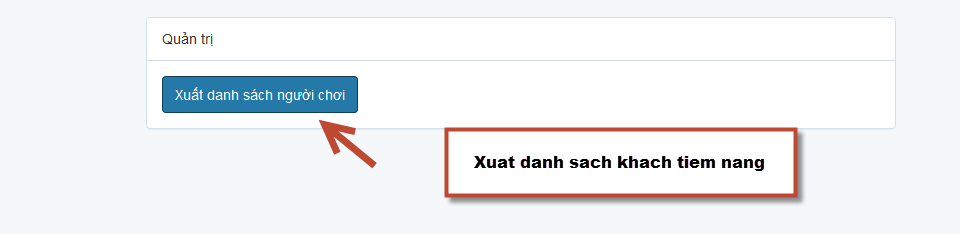 Quản trị
Xuất danh sách người chơi
Xuat danh sach khach tiem nang